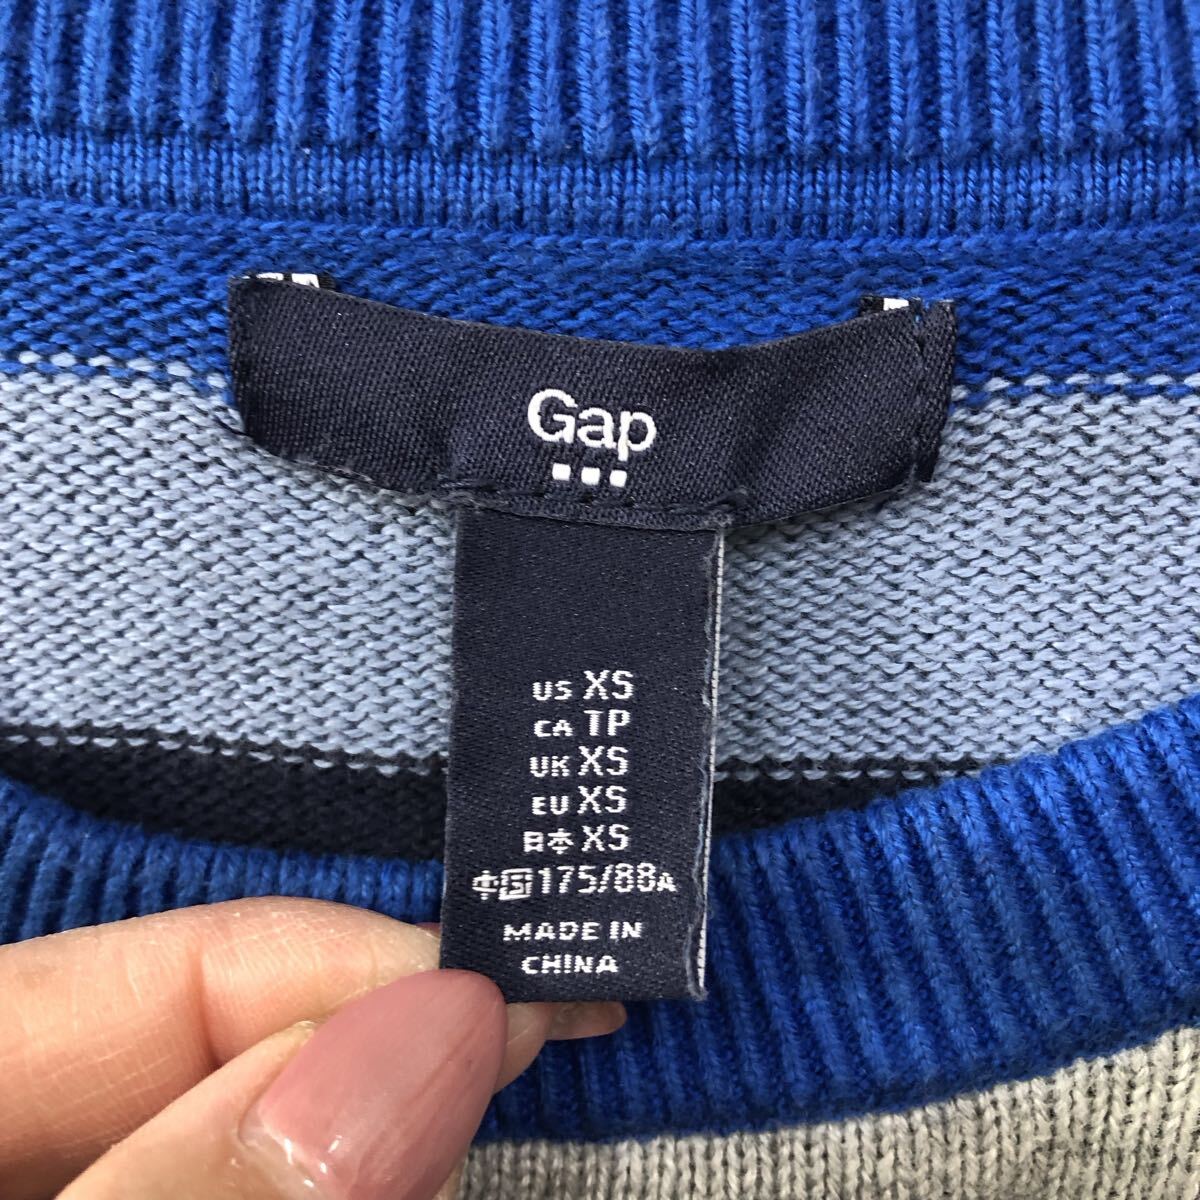 Gap
US XS
CA TP
UK XS
EU XS
日本 XS
中国 175/88A
MADE IN
CHINA